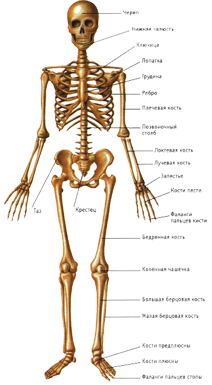 Череп
Нижняя челюсть
Ключица
Лопатка
Грудина
Ребро
Плечевая кость
Позвоночный
столб
Локтевая кость
Лучевая кость
Запястье
Кости пясти
Фаланги
пальцев кисти
Таз
Крестец
Бедренная кость
Коленная чашечка
Большая берцовая кость
Малая берцовая кость
Кости предплюсны
Кости плюсны
Фаланги пальцев стопы